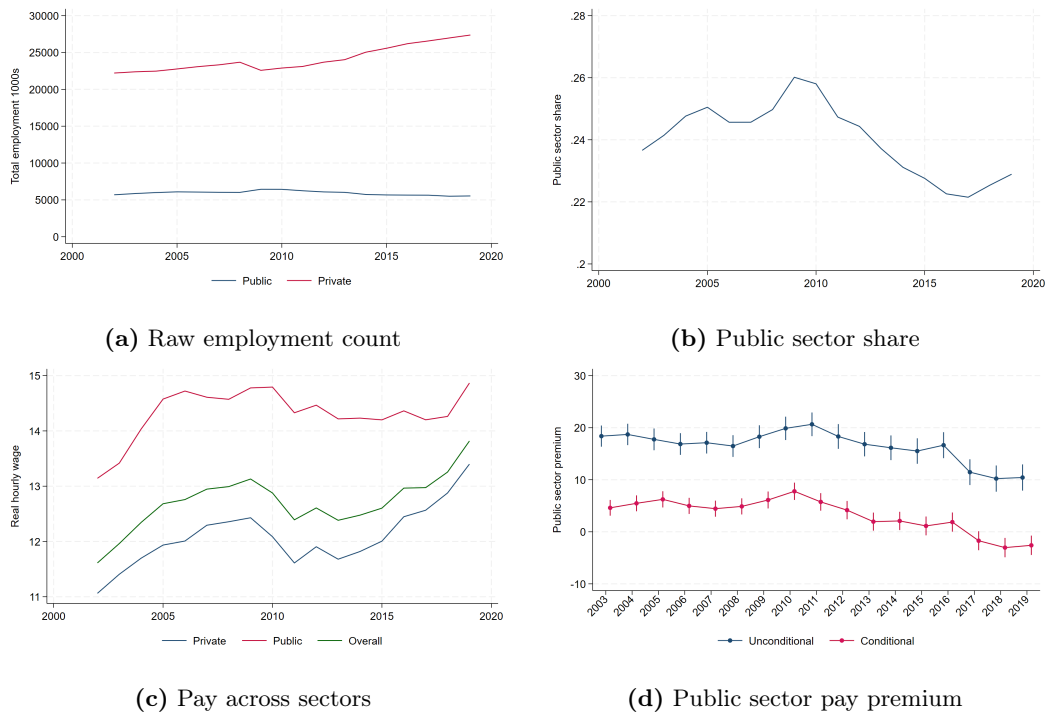 Total employment 1000s
30000
25000
20000
15000
10000
5000
0
2000 2005 2010 2015 2020
Public Private
(a) Raw employment count
Public sector share
.28
.26
.24
.22
.2
2000 2005 2010 2015 2020
(b) Public sector share
Real hourly wage
15
14
13
12
11
2000 2005 2010 2015 2020
Private Public Overall
(c) Pay across sectors
Public sector premium
30
20
10
0
-10
2003 2004 2005 2006 2007 2008 2009 2010 2011 2012 2013 2014 2015 2016 2017 2018 2019
Unconditional Conditional
(d) Public sector pay premium